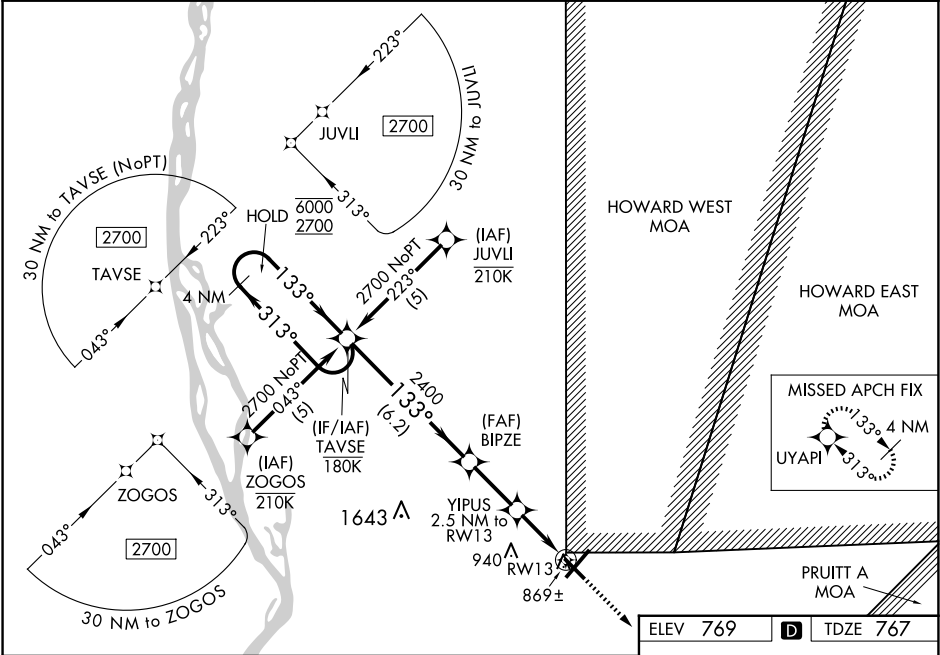 223°
JUVLI
2700
30 NM to JUVLI
313°
30 NM to TAVSE (NoPT)
2700
223°
TAVSE
043°
HOLD
6000
2700
4 NM
133°
313°
(IAF)
JUVLI
210K
2700 NoPT
223°
(5)
2700 NoPT
043°
(5)
(IF/IAF)
TAVSE
180K
2400
133°
(6.2)
(FAF)
BIPZE
(IAF)
ZOGOS
210K
ZOGOS
043°
313°
2700
30 NM to ZOGOS
1643
YIPUS
2.5 NM to
RW13
940
RW13
869±
HOWARD WEST
MOA
HOWARD EAST
MOA
MISSED APCH FIX
133°
4 NM
UYAPI
313°
PRUITT A
MOA
ELEV 769
D
TDZE 767